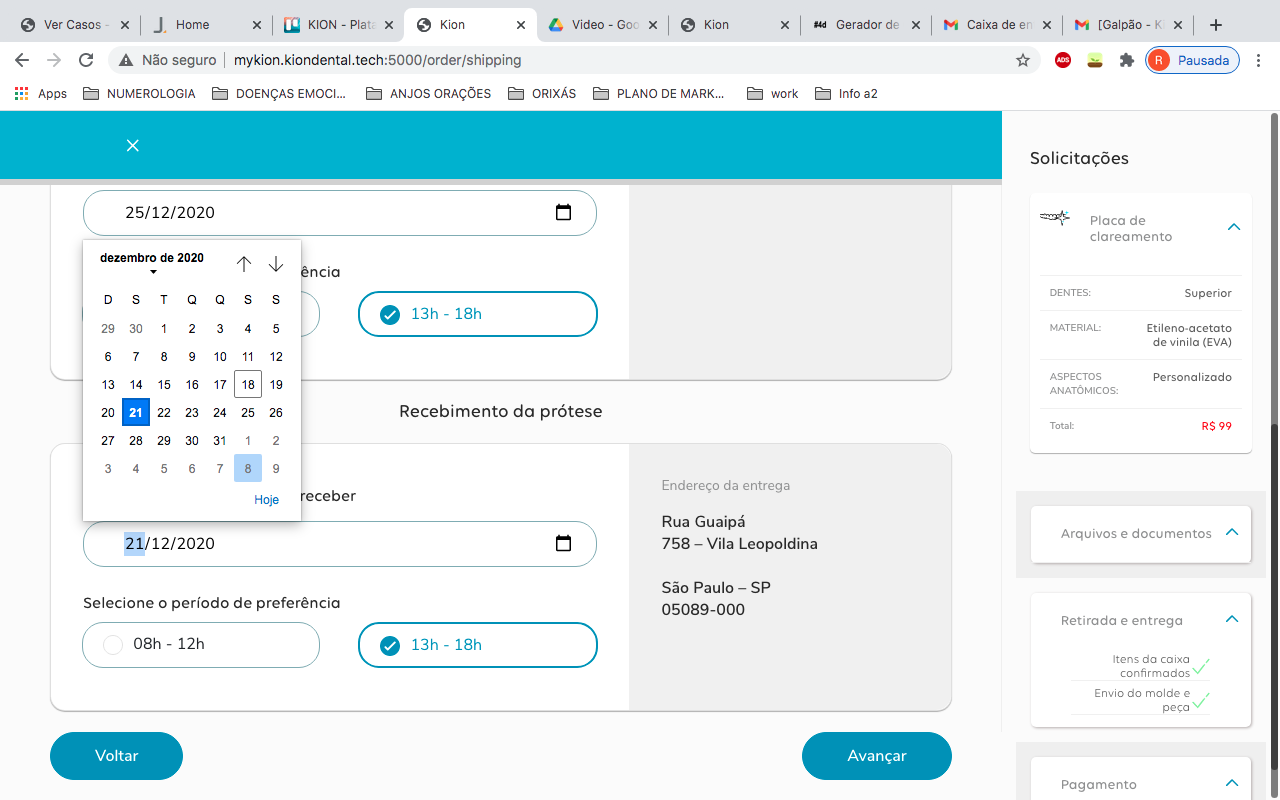 Ver Casos -
Home
KION - Plata
Kion
Video - Goo
Kion
#4d
Gerador de
Caixa de en
[Galpão - K
Não seguro
mykion.kiondental.tech:5000/order/shipping
ADS
R
Pausada
Apps
NUMEROLOGIA
DOENÇAS EMOCI...
ANJOS ORAÇÕES
ORIXÁS
PLANO DE MARK...
work
Info a2
25/12/2020
ência
13h - 18h
dezembro de 2020
D S T Q Q S S
29 30 1 2 3 4 5
6 7 8 9 10 11 12
13 14 15 16 17 18 19
20 21 22 23 24 25 26
27 28 29 30 31 1 2
3 4 5 6 7 8 9
Hoje
Recebimento da prótese
receber
21/12/2020
Selecione o período de preferência
08h - 12h
13h - 18h
Endereço da entrega
Rua Guaipá
758 – Vila Leopoldina
São Paulo – SP
05089-000
Voltar
Avançar
Solicitações
Placa de
clareamento
DENTES: Superior
MATERIAL: Etileno-acetato
de vinila (EVA)
ASPECTOS Personalizado
ANATÔMICOS:
Total: R$ 99
Arquivos e documentos
Retirada e entrega
Itens da caixa
confirmados
Envio do molde e
peça
Pagamento